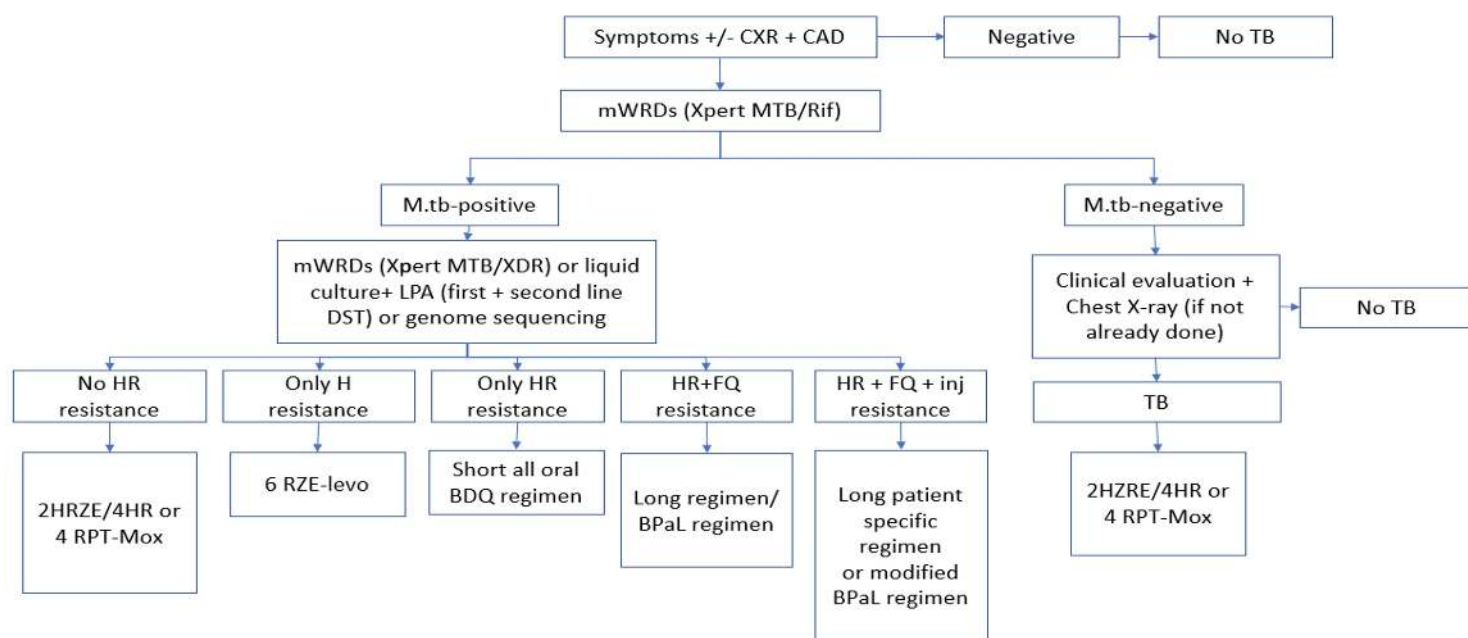 Symptoms +/- CXR + CAD
Negative
No TB
mWRDs (Xpert MTB/Rif)
M.tb-positive
M.tb-negative
mWRDs (Xpert MTB/XDR) or liquid
culture+ LPA (first + second line
DST) or genome sequencing
Clinical evaluation +
Chest X-ray (if not
already done)
No TB
No HR
resistance
Only H
resistance
Only HR
resistance
HR+FQ
resistance
HR + FQ + inj
resistance
TB
2HRZE/4HR or
4 RPT-Mox
6 RZE-levo
Short all oral
BDQ regimen
Long regimen/
BPaL regimen
Long patient
specific
regimen
or modified
BPaL regimen
2HZRE/4HR or
4 RPT-Mox